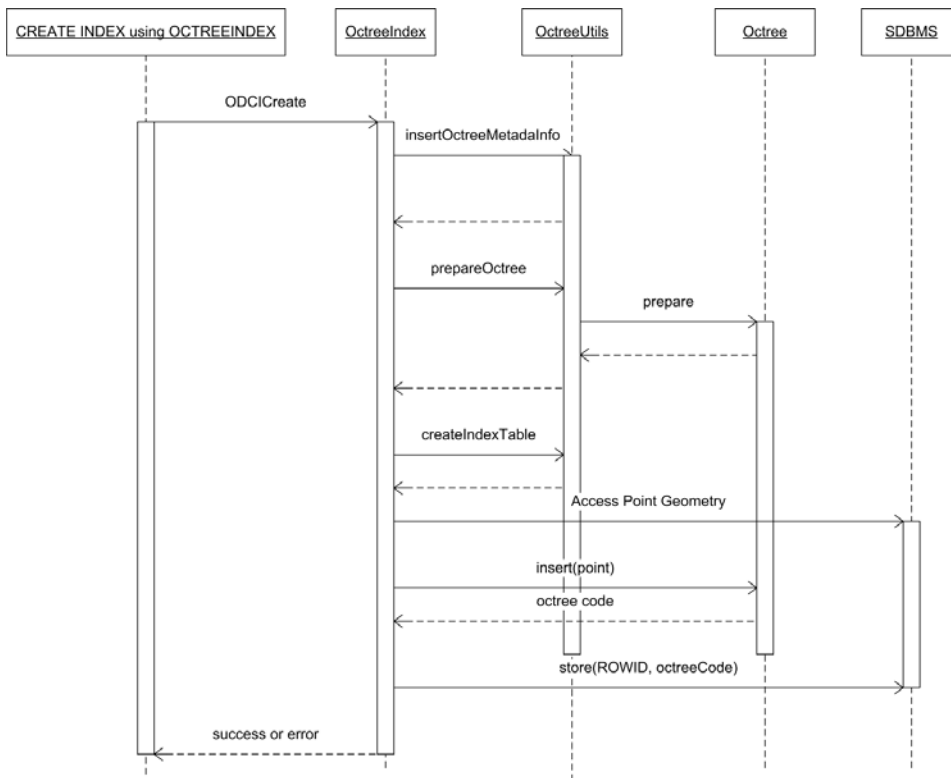 CREATE INDEX using OCTREEINDEX
OctreeIndex
OctreeUtils
Octree
SDBMS
ODCICreate
insertOctreeMetadaInfo
prepareOctree
prepare
createIndexTable
Access Point Geometry
insert(point)
octree code
store(ROWID, octreeCode)
success or error